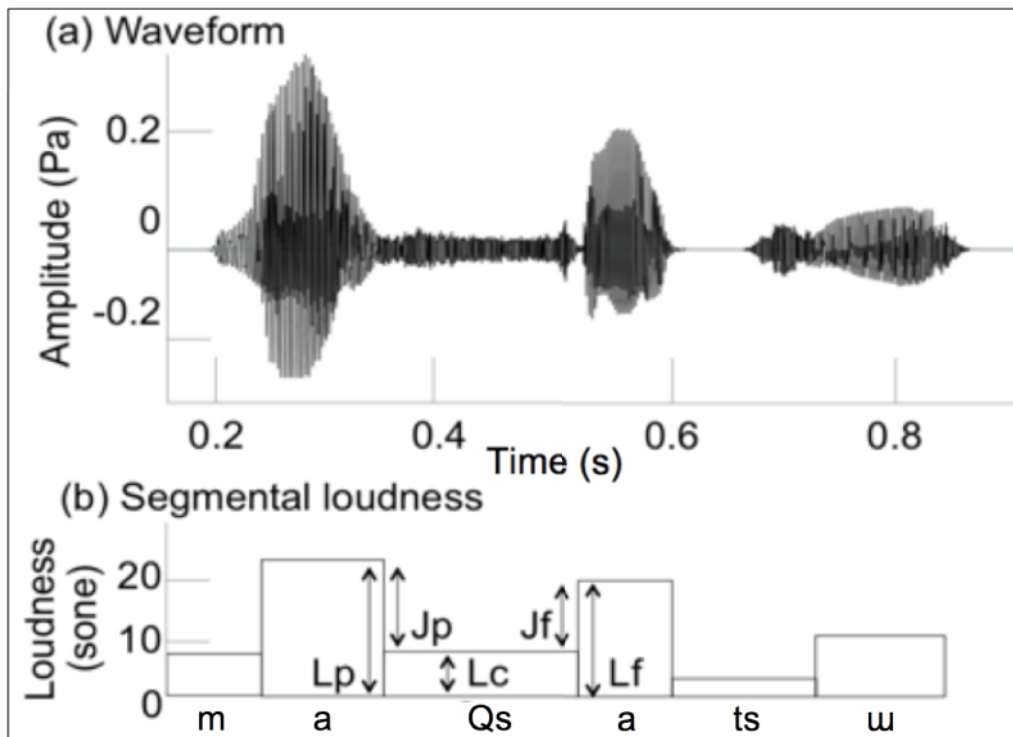 (a) Waveform
Amplitude (Pa)
0.2
0
-0.2
0.2 0.4 0.6 0.8
Time (s)
(b) Segmental loudness
Loudness
(sone)
20
10
0
Lp Jp Lc Jf Lf
m a Qs a ts ɯ